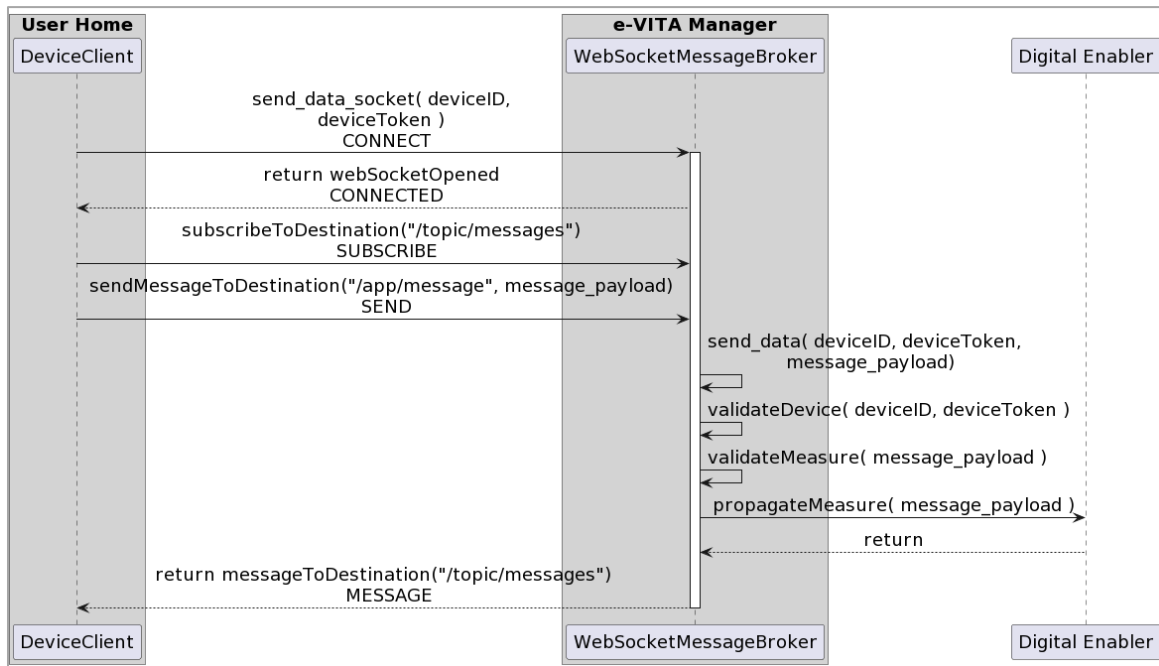 User Home
e-VITA Manager
DeviceClient
WebSocketMessageBroker
Digital Enabler
send_data_socket( deviceID,
deviceToken )
CONNECT
return webSocketOpened
CONNECTED
subscribeToDestination("/topic/messages")
SUBSCRIBE
sendMessageToDestination("/app/message", message_payload)
SEND
send_data( deviceID, deviceToken,
message_payload)
validateDevice( deviceID, deviceToken )
validateMeasure( message_payload )
propagateMeasure( message_payload )
return
return messageToDestination("/topic/messages")
MESSAGE
DeviceClient
WebSocketMessageBroker
Digital Enabler